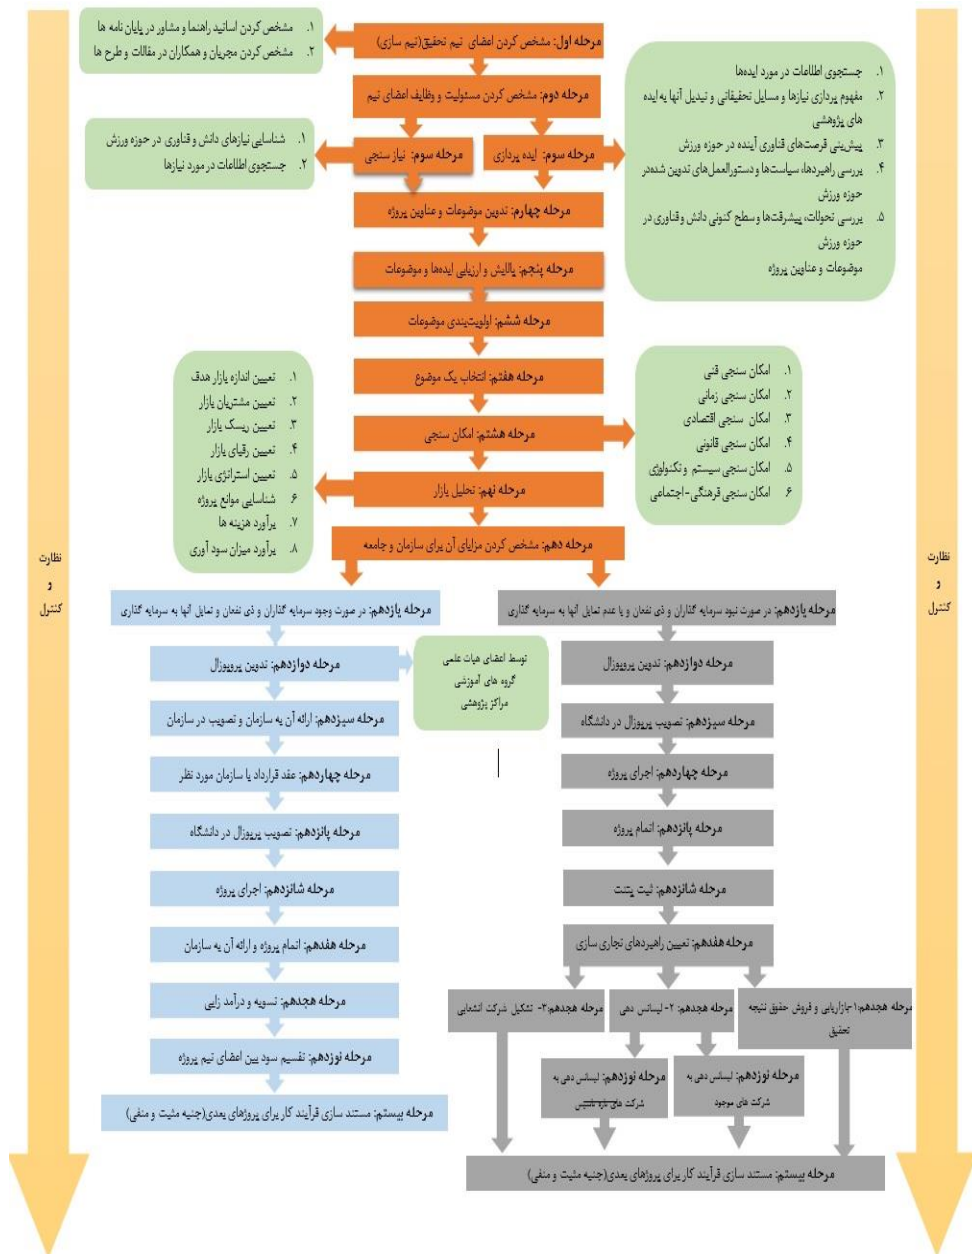 ۱. مشخص کردن اساتید راهنما و مشاور در پایان نامه ها
۲. مشخص کردن مجریان و همکاران در مقالات و طرح ها
مرحله اول: مشخص کردن اعضای تیم تحقیق(تیم سازی)
مرحله دوم: مشخص کردن مسئولیت و وظایف اعضای تیم
۱. جستجوی اطلاعات در مورد ایده‌ها
۲. مفهوم پردازی نیازها و مسایل تحقیقاتی و تبدیل آنها به ایده
های پژوهشی
۳. پیش‌بینی فرصت‌های فناوری آینده در حوزه ورزش
۴. بررسی راهبردها، سیاست‌ها و دستورالعمل‌های تدوین شده‌در
حوزه ورزش
۵. بررسی تحولات، پیشرفت‌ها و سطح کنونی دانش و فناوری در
حوزه ورزش
موضوعات و عناوین پروژه
مرحله سوم: ایده پردازی
مرحله سوم: نیاز سنجی
۱. شناسایی نیازهای دانش و فناوری در حوزه ورزش
۲. جستجوی اطلاعات در مورد نیازها
مرحله چهارم: تدوین موضوعات و عناوین پروژه
مرحله پنجم: پالایش و ارزیابی ایده‌ها و موضوعات
مرحله ششم: اولویت‌بندی موضوعات
مرحله هفتم: انتخاب یک موضوع
مرحله هشتم: امکان سنجی
۱. امکان سنجی فنی
۲. امکان سنجی زمانی
۳. امکان سنجی اقتصادی
۴. امکان سنجی قانونی
۵. امکان سنجی سیستم و تکنولوژی
۶ امکان سنجی فرهنگی-اجتماعی
مرحله نهم: تحلیل بازار
۱. تعیین اندازه بازار هدف
۲. تعیین مشتریان بازار
۳. تعیین ریسک بازار
۴. تعیین رقبای بازار
۵. تعیین استراتژی بازار
۶ شناسایی موانع پروژه
۷. برآورد هزینه ها
۸. برآورد میزان سود آوری
مرحله دهم: مشخص کردن مزایای آن برای سازمان و جامعه
نظارت
و
کنترل
نظارت
و
کنترل
مرحله یازدهم: در صورت نبود سرمایه گذاران و ذی نفعان و یا عدم تمایل آنها به سرمایه گذاری
مرحله دوازدهم: تدوین پروپوزال
مرحله سیزدهم: تصویب پرپوزال در دانشگاه
مرحله چهاردهم: اجرای پروژه
مرحله پانزدهم: اتمام پروژه
مرحله شانزدهم: ثبت پتنت
مرحله هفدهم: تعیین راهبردهای تجاری سازی
مرحله هجدهم:۱-بازاریابی و فروش حقوق نتیجه
تحقیق
مرحله هجدهم: ۲- لیسانس دهی
مرحله هجدهم:۳- تشکیل شرکت انشعابی
مرحله نوزدهم: لیسانس دهی به
شرکت های موجود
مرحله نوزدهم: لیسانس دهی به
شرکت های تازه تاسیس
مرحله بیستم: مستند سازی فرآیند کار برای پروژهای بعدی(جنبه مثبت و منفی)
مرحله یازدهم: در صورت وجود سرمایه گذاران و ذی نفعان و تمایل آنها به سرمایه گذاری
مرحله دوازدهم: تدوین پروپوزال
توسط اعضای هیات علمی
گروه های آموزشی
مراکز پژوهشی
مرحله سیزدهم: ارائه آن به سازمان و تصویب در سازمان
مرحله چهاردهم: عقد قرارداد با سازمان مورد نظر
مرحله پانزدهم: تصویب پرپوزال در دانشگاه
مرحله شانزدهم: اجرای پروژه
مرحله هفدهم: اتمام پروژه و ارائه آن به سازمان
مرحله هجدهم: تسویه و درآمد زایی
مرحله نوزدهم: تقسیم سود بین اعضای تیم پروژه
مرحله بیستم: مستند سازی فرآیند کار برای پروژهای بعدی(جنبه مثبت و منفی)